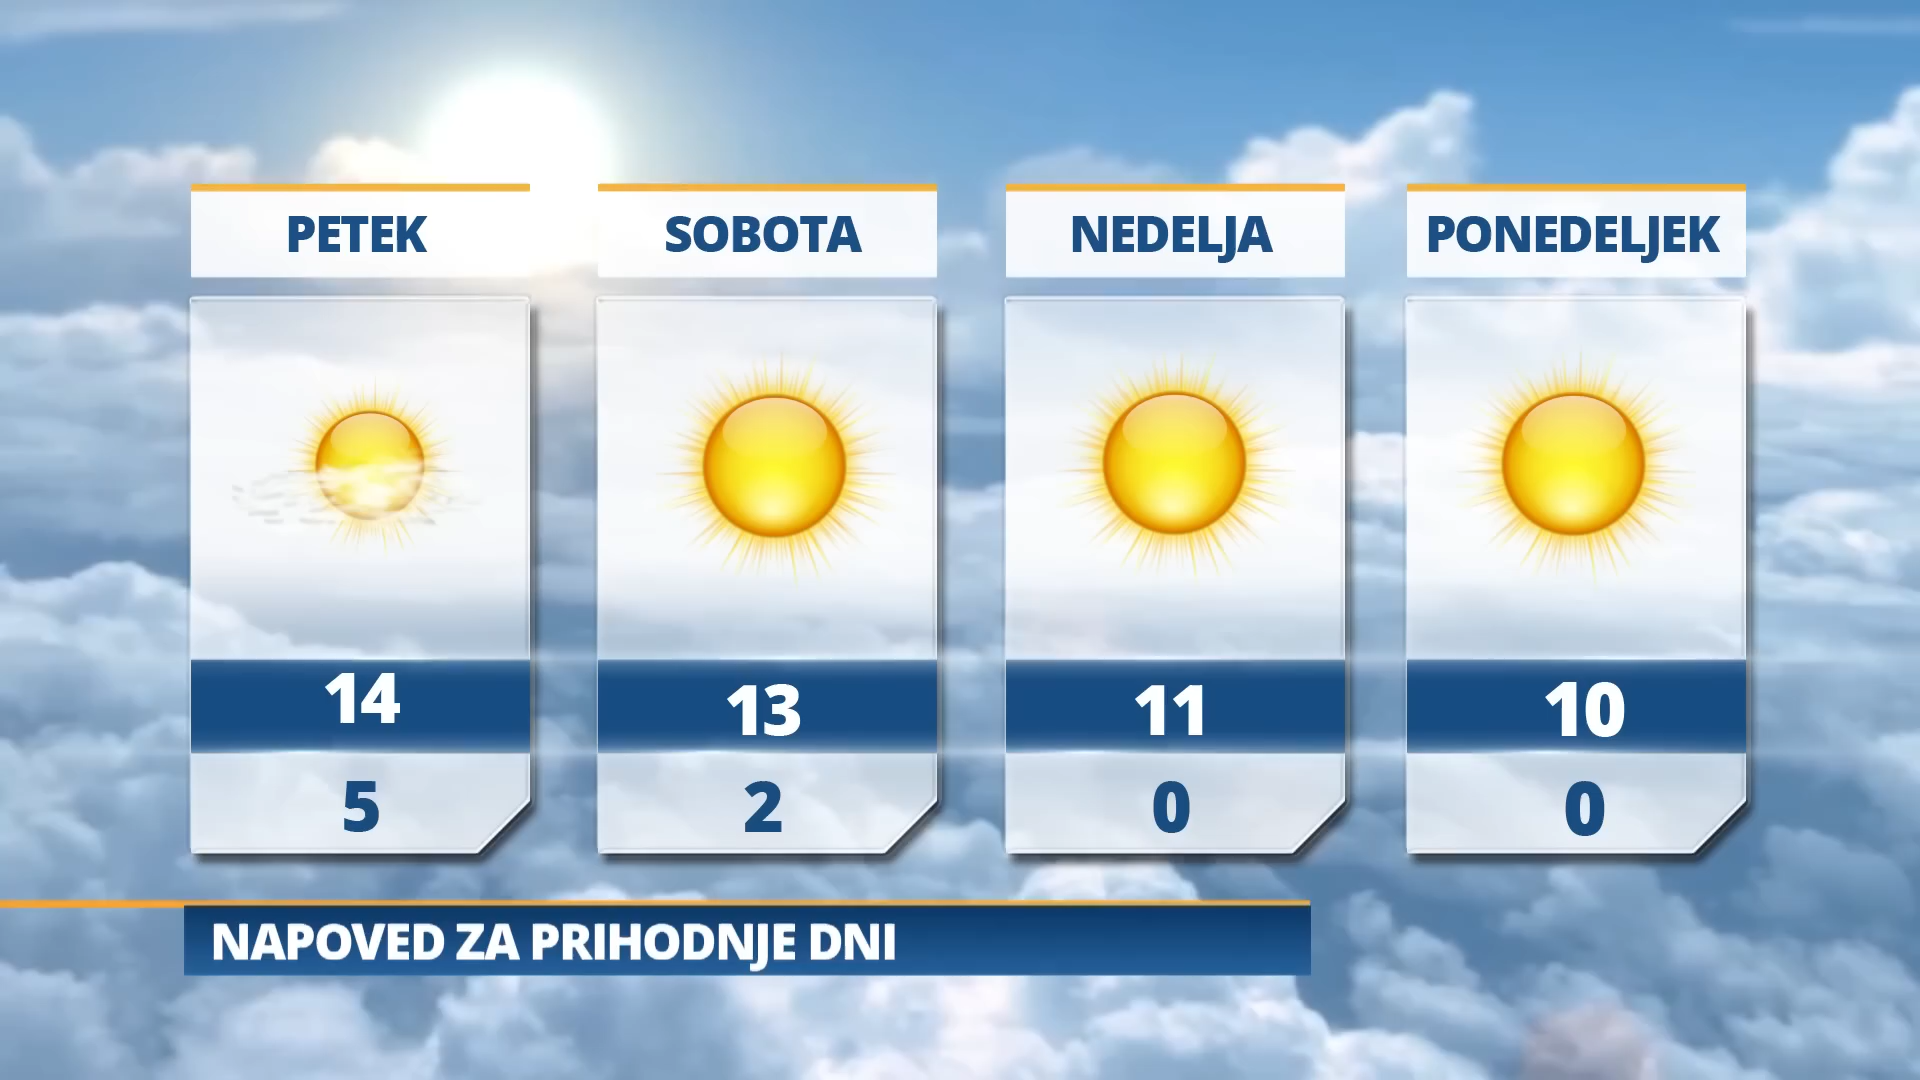 PETEK
SOBOTA
NEDELJA
PONEDELJEK
14
13
11
10
5
2
0
0
NAPOVED ZA PRIHODNJE DNI